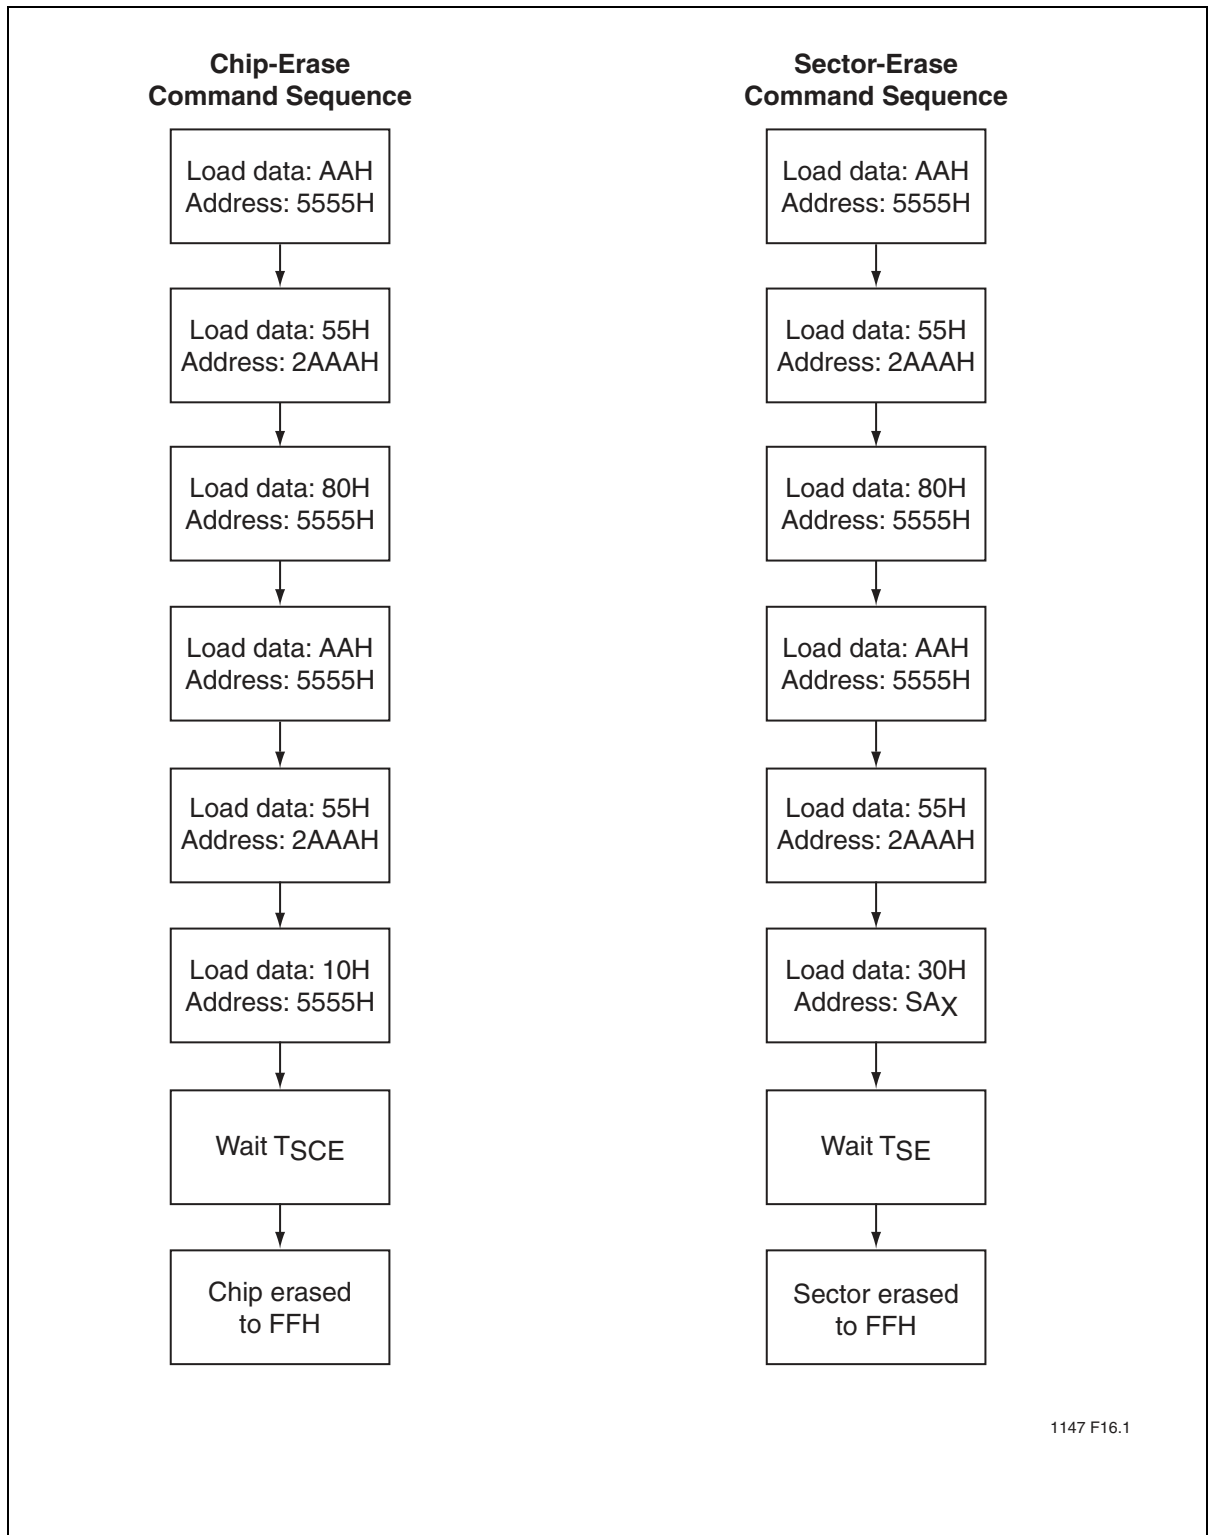 Chip-Erase
Command Sequence
Load data: AAH
Address: 5555H
Load data: 55H
Address: 2AAAH
Load data: 80H
Address: 5555H
Load data: AAH
Address: 5555H
Load data: 55H
Address: 2AAAH
Load data: 10H
Address: 5555H
Wait TSCE
Chip erased
to FFH
Sector-Erase
Command Sequence
Load data: AAH
Address: 5555H
Load data: 55H
Address: 2AAAH
Load data: 80H
Address: 5555H
Load data: AAH
Address: 5555H
Load data: 55H
Address: 2AAAH
Load data: 30H
Address: SAX
Wait TSE
Sector erased
to FFH
1147 F16.1